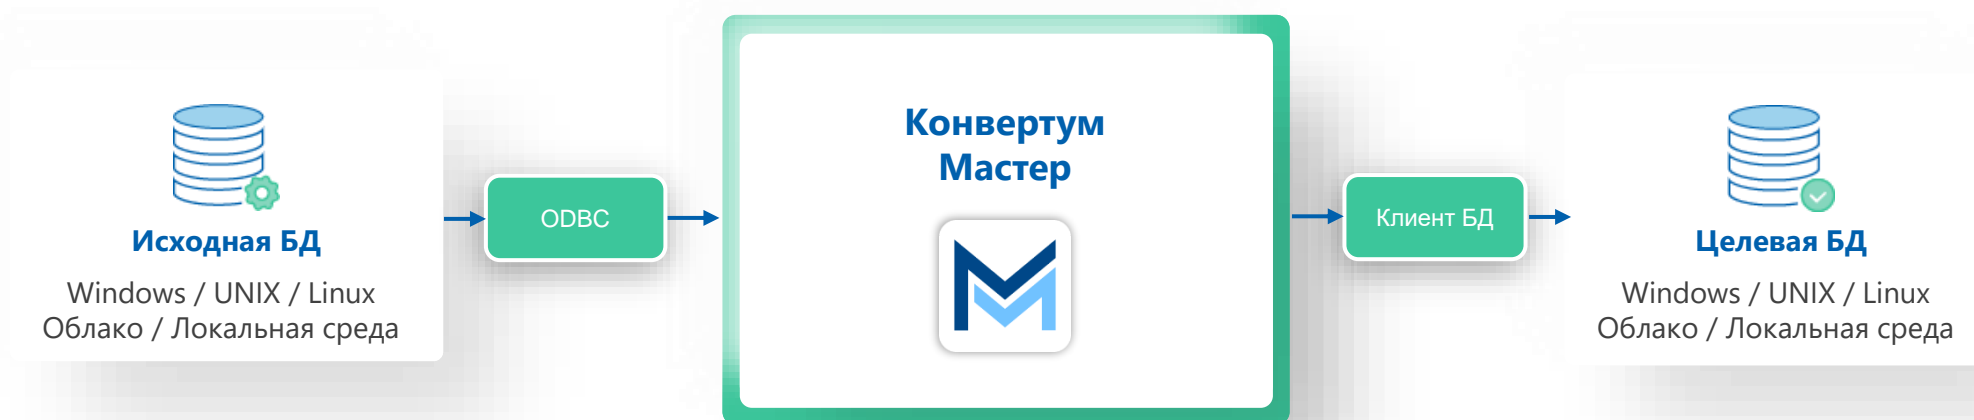 Исходная БД
Windows / UNIX / Linux
Облако / Локальная среда
ODBC
Конвертум
Мастер
Клиент БД
Целевая БД
Windows / UNIX / Linux
Облако / Локальная среда